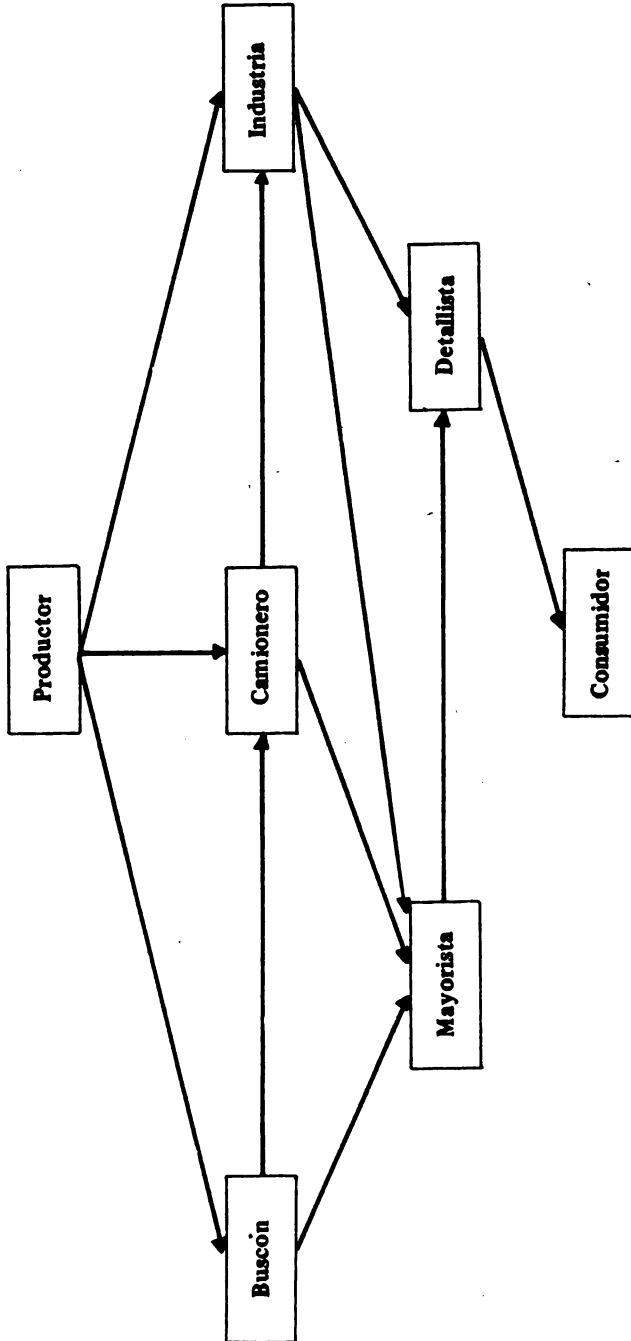 Productor
Buscón
Camionero
Industria
Mayorista
Detallista
Consumidor